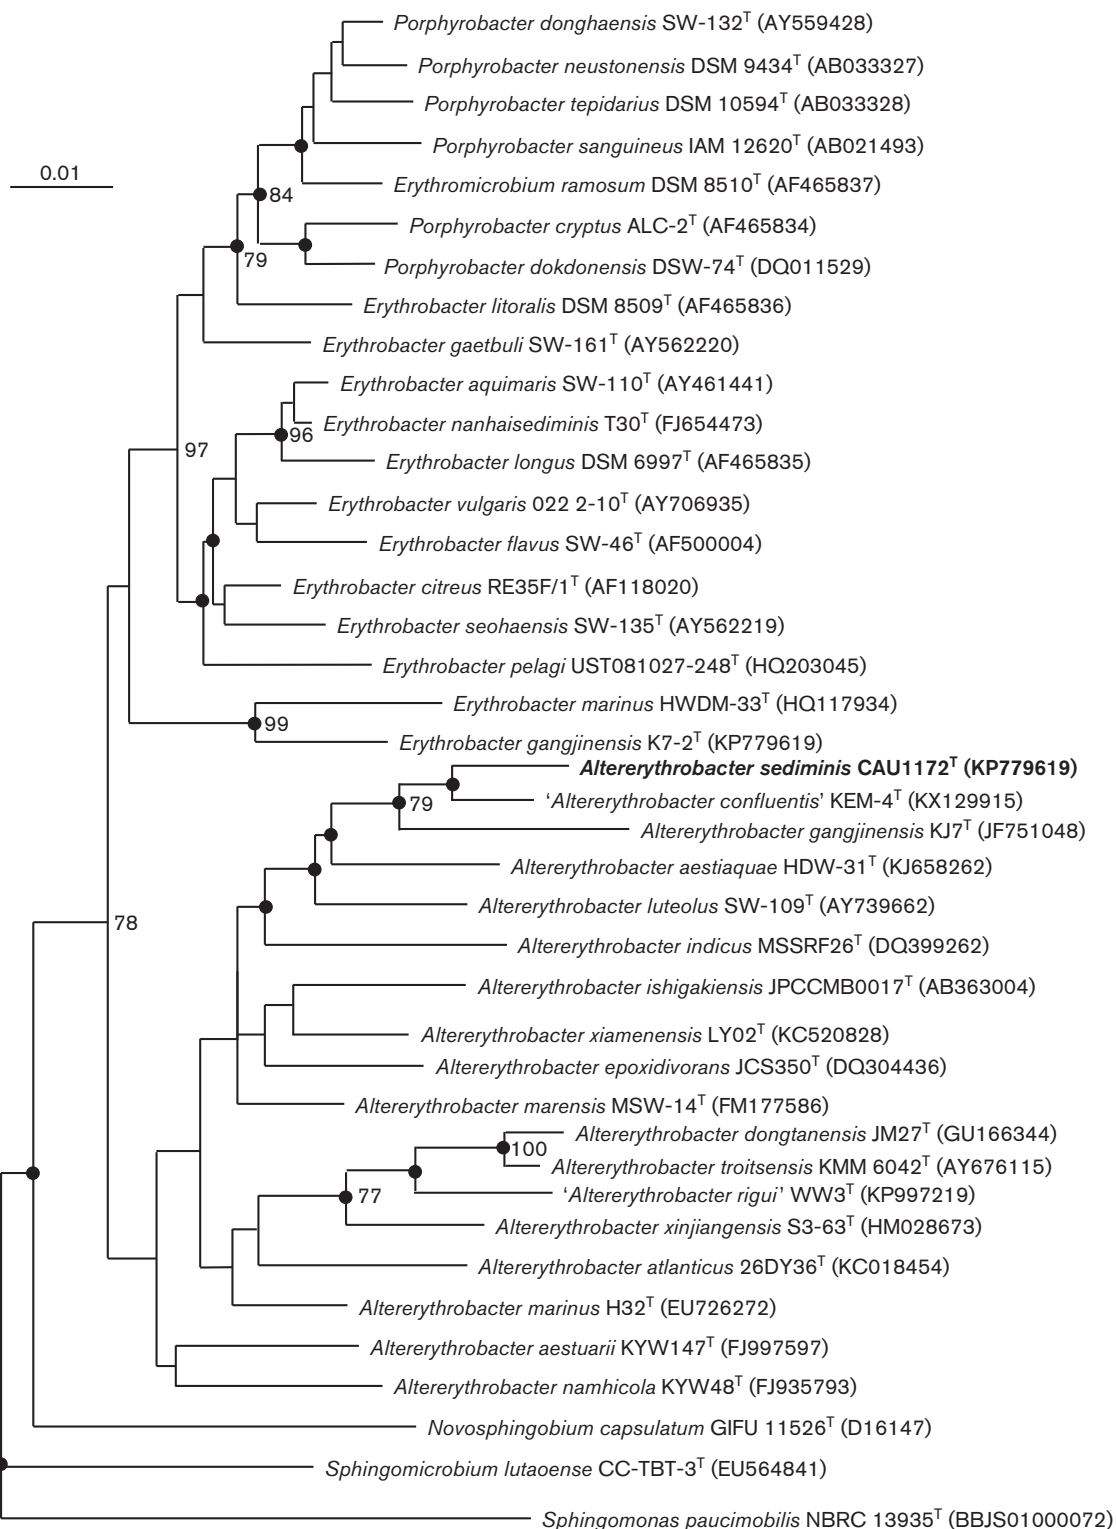 Porphyrobacter donghaensis SW-132ᵀ (AY559428)
Porphyrobacter neustonensis DSM 9434ᵀ (AB033327)
Porphyrobacter tepidarius DSM 10594ᵀ (AB033328)
Porphyrobacter sanguineus IAM 12620ᵀ (AB021493)
0.01
Erythromicrobium ramosum DSM 8510ᵀ (AF465837)
84
Porphyrobacter cryptus ALC-2ᵀ (AF465834)
79
Porphyrobacter dokdonensis DSW-74ᵀ (DQ011529)
Erythrobacter litoralis DSM 8509ᵀ (AF465836)
Erythrobacter gaetbuli SW-161ᵀ (AY562220)
Erythrobacter aquimaris SW-110ᵀ (AY461441)
Erythrobacter nanhaisediminis T30ᵀ (FJ654473)
96
97
Erythrobacter longus DSM 6997ᵀ (AF465835)
Erythrobacter vulgaris 022 2-10ᵀ (AY706935)
Erythrobacter flavus SW-46ᵀ (AF500004)
Erythrobacter citreus RE35F/1ᵀ (AF118020)
Erythrobacter seohaensis SW-135ᵀ (AY562219)
Erythrobacter pelagi UST081027-248ᵀ (HQ203045)
Erythrobacter marinus HWDM-33ᵀ (HQ117934)
99
Erythrobacter gangjinensis K7-2ᵀ (KP779619)
Altererythrobacter sediminis CAU1172ᵀ (KP779619)
79
'Altererythrobacter confluentis' KEM-4ᵀ (KX129915)
Altererythrobacter gangjinensis KJ7ᵀ (JF751048)
Altererythrobacter aestiaquae HDW-31ᵀ (KJ658262)
Altererythrobacter luteolus SW-109ᵀ (AY739662)
78
Altererythrobacter indicus MSSRF26ᵀ (DQ399262)
Altererythrobacter ishigakiensis JPCCMB0017ᵀ (AB363004)
Altererythrobacter xiamenensis LY02ᵀ (KC520828)
Altererythrobacter epoxidivorans JCS350ᵀ (DQ304436)
Altererythrobacter marensis MSW-14ᵀ (FM177586)
Altererythrobacter dongtanensis JM27ᵀ (GU166344)
100
Altererythrobacter troitsensis KMM 6042ᵀ (AY676115)
77
'Altererythrobacter rigui' WW3ᵀ (KP997219)
Altererythrobacter xinjiangensis S3-63ᵀ (HM028673)
Altererythrobacter atlanticus 26DY36ᵀ (KC018454)
Altererythrobacter marinus H32ᵀ (EU726272)
Altererythrobacter aestuarii KYW147ᵀ (FJ997597)
Altererythrobacter namhicola KYW48ᵀ (FJ935793)
Novosphingobium capsulatum GIFU 11526ᵀ (D16147)
Sphingomicrobium lutaoense CC-TBT-3ᵀ (EU564841)
Sphingomonas paucimobilis NBRC 13935ᵀ (BBJS01000072)